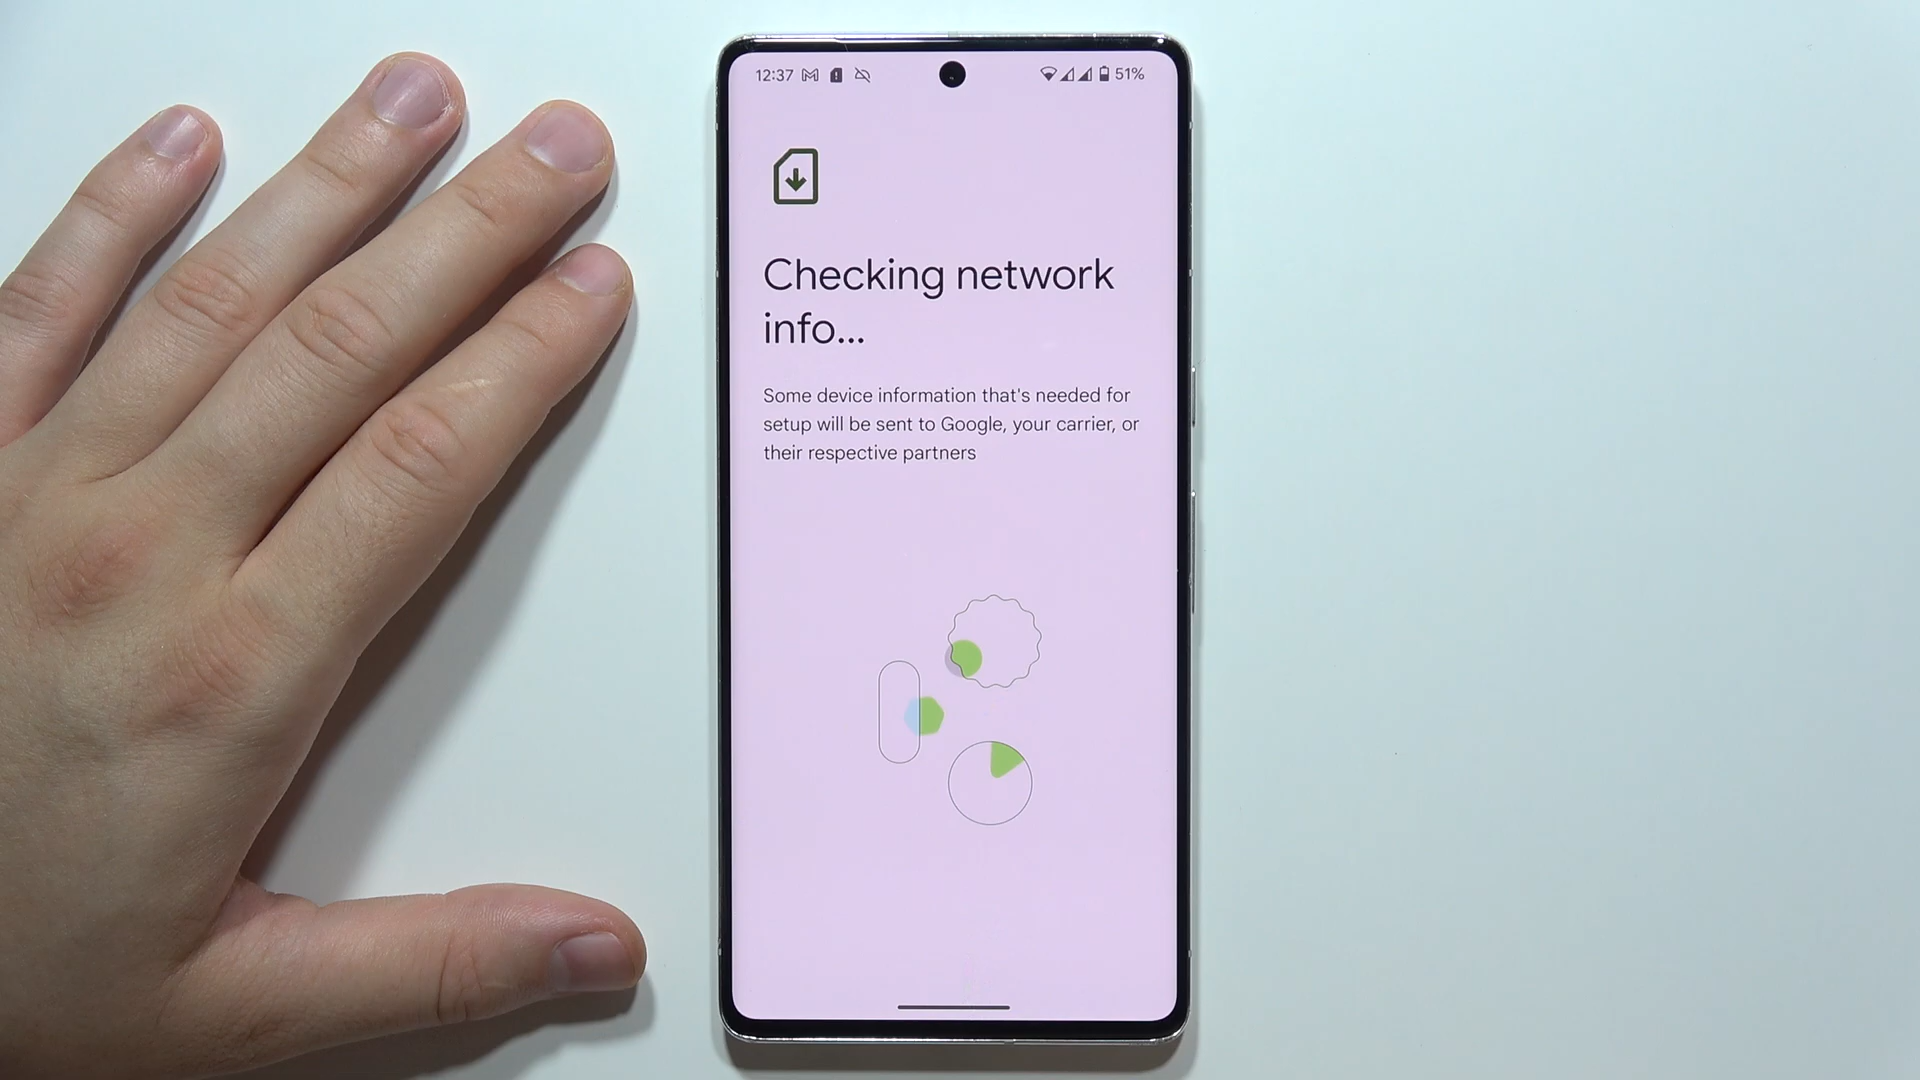 12:37 51%
Checking network
info...
Some device information that's needed for
setup will be sent to Google, your carrier, or
their respective partners